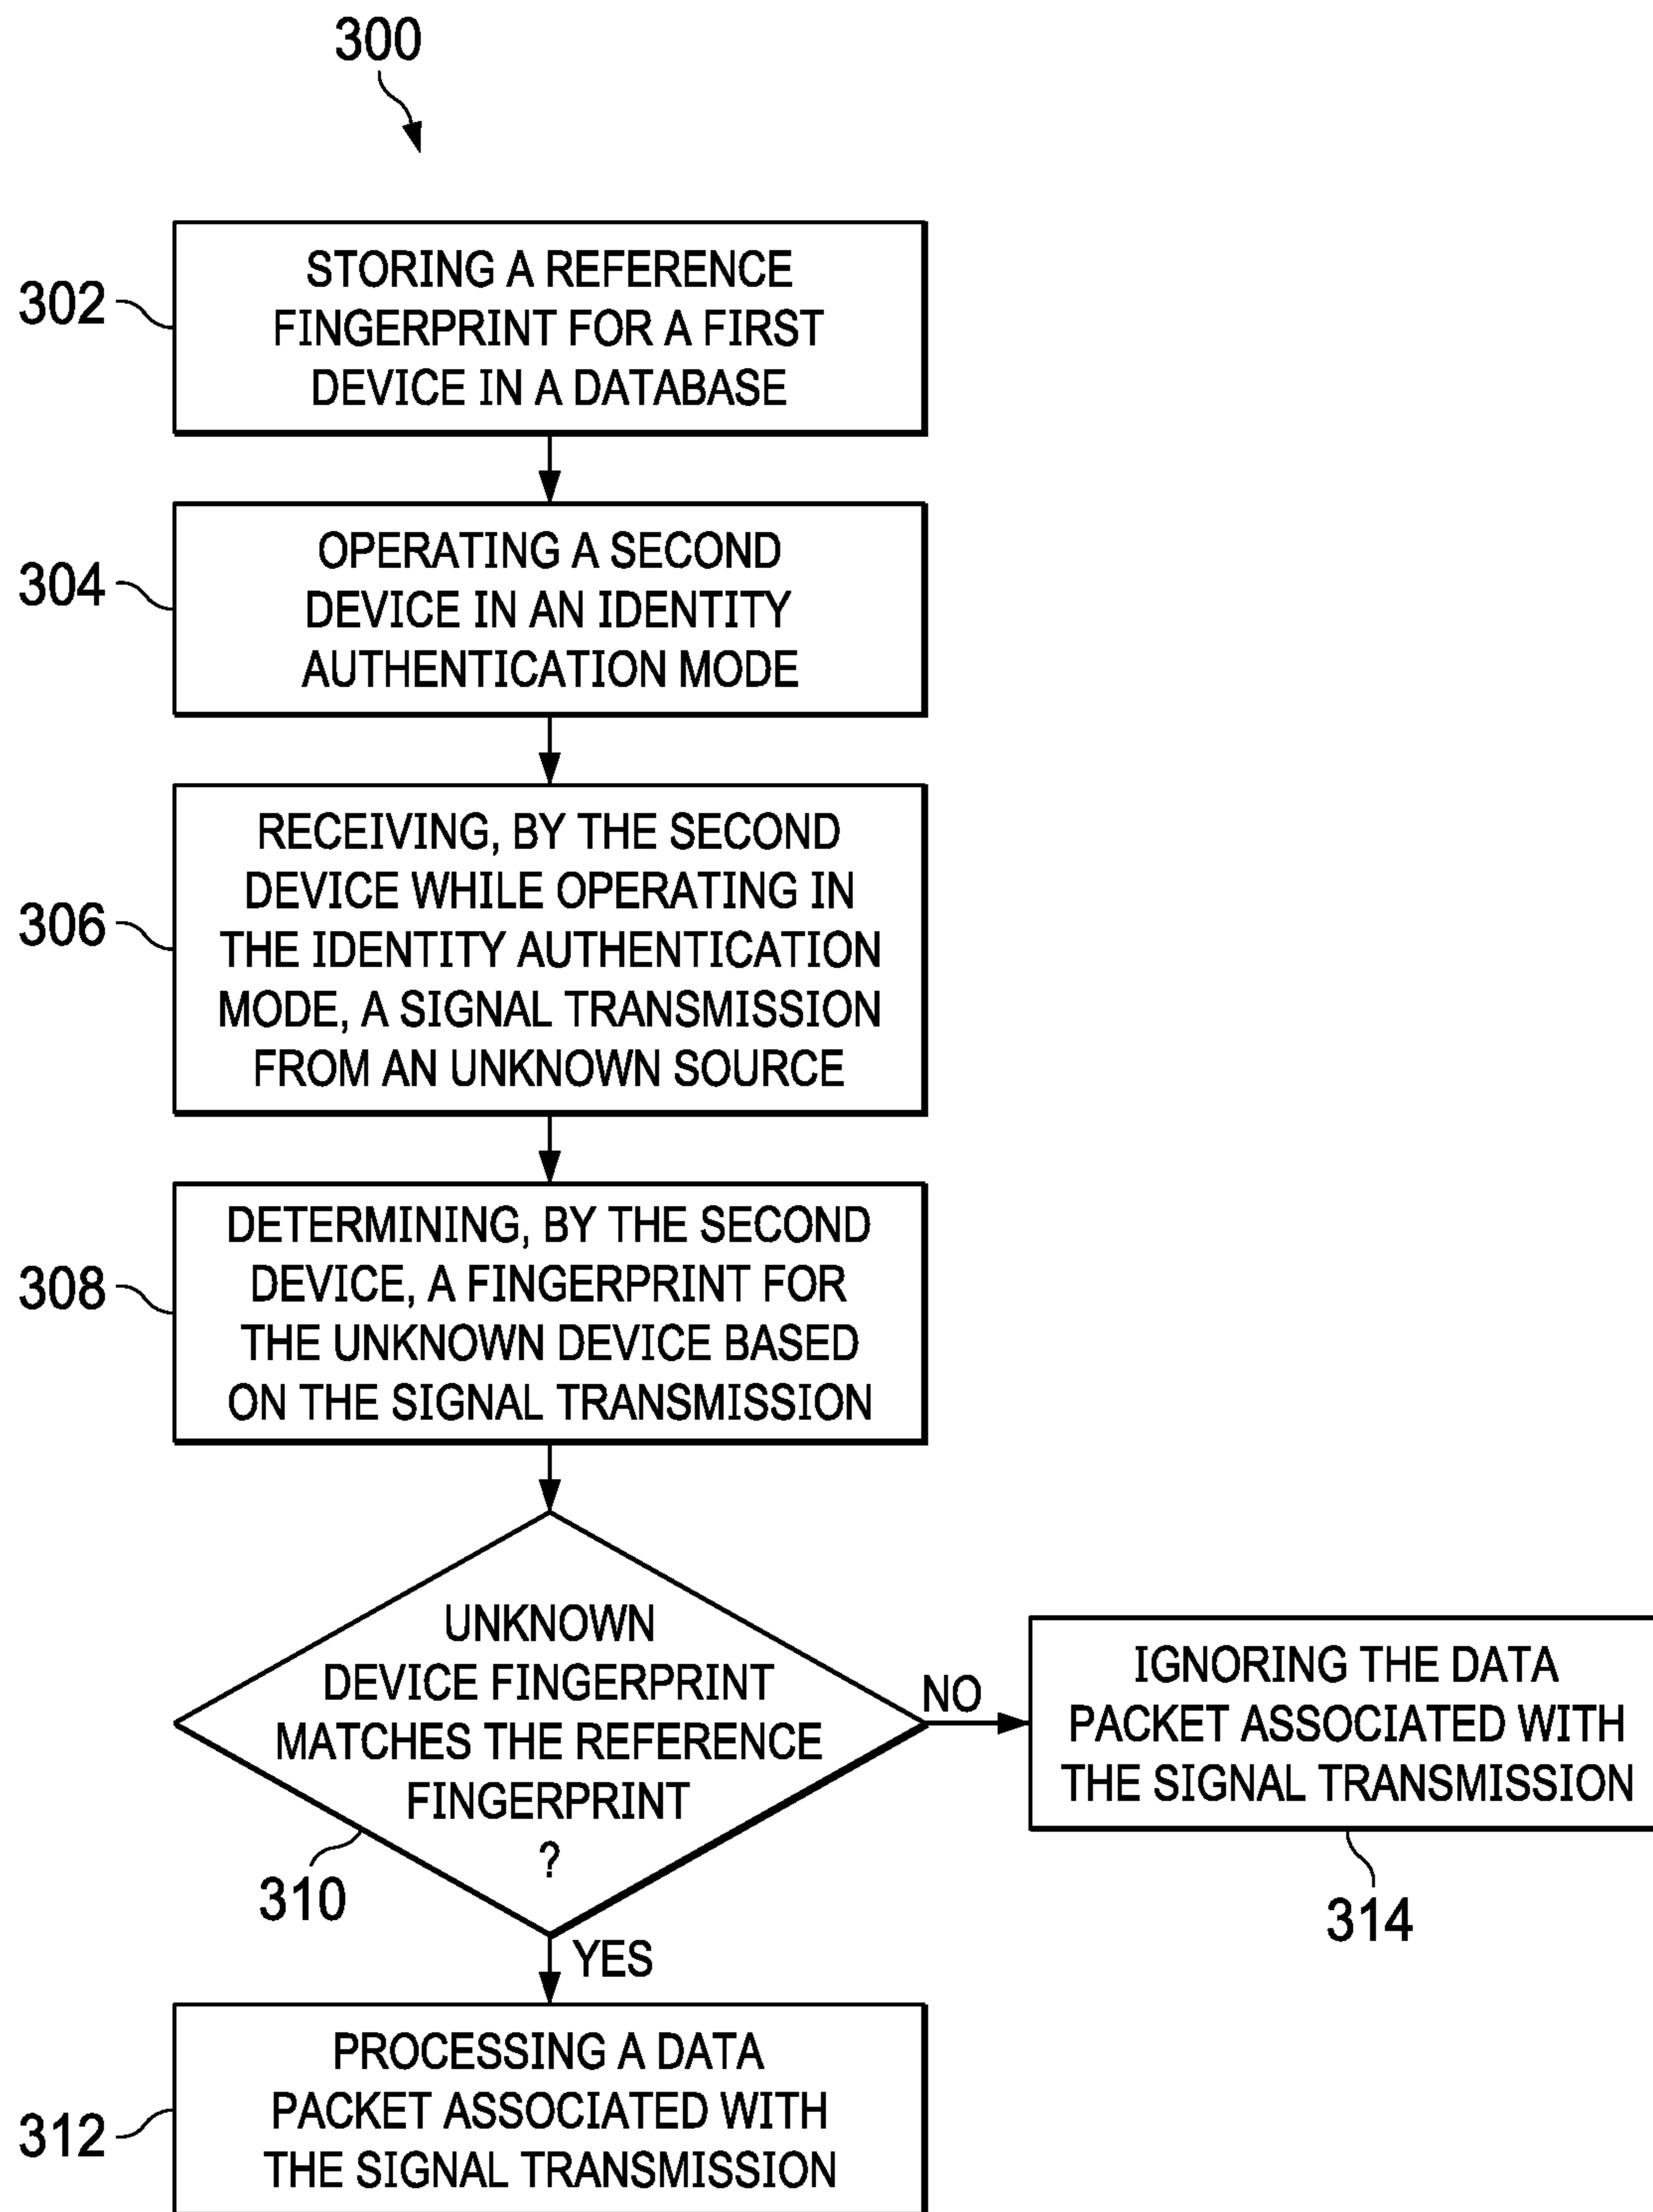 300
302
STORING A REFERENCE
FINGERPRINT FOR A FIRST
DEVICE IN A DATABASE
304
OPERATING A SECOND
DEVICE IN AN IDENTITY
AUTHENTICATION MODE
306
RECEIVING, BY THE SECOND
DEVICE WHILE OPERATING IN
THE IDENTITY AUTHENTICATION
MODE, A SIGNAL TRANSMISSION
FROM AN UNKNOWN SOURCE
308
DETERMINING, BY THE SECOND
DEVICE, A FINGERPRINT FOR
THE UNKNOWN DEVICE BASED
ON THE SIGNAL TRANSMISSION
UNKNOWN
DEVICE FINGERPRINT
MATCHES THE REFERENCE
FINGERPRINT
?
310
NO
IGNORING THE DATA
PACKET ASSOCIATED WITH
THE SIGNAL TRANSMISSION
314
YES
312
PROCESSING A DATA
PACKET ASSOCIATED WITH
THE SIGNAL TRANSMISSION